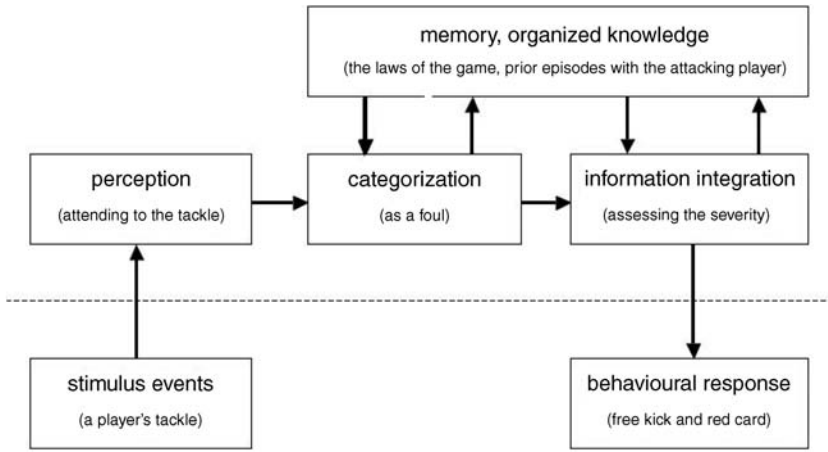 memory, organized knowledge
(the laws of the game, prior episodes with the attacking player)
perception
(attending to the tackle)
categorization
(as a foul)
information integration
(assessing the severity)
stimulus events
(a player's tackle)
behavioural response
(free kick and red card)